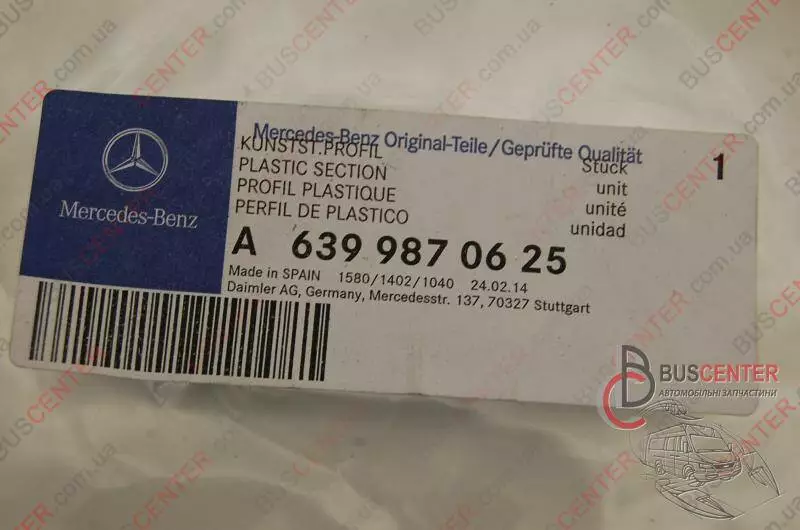 Mercedes-Benz Original-Teile/Geprüfte Qualität
Mercedes-Benz
KUNSTST.PROFIL
PLASTIC SECTION
PROFIL PLASTIQUE
PERFIL DE PLASTICO
Stück
unit
unité
unidad
1
A 639 987 06 25
Made in SPAIN 1580/1402/1040 24.02.14
Daimler AG, Germany, Mercedesstr. 137, 70327 Stuttgart
BUSCENTER
АВТОМОБІЛЬНІ ЗАПЧАСТИНИ
BUSCENTER.com.ua